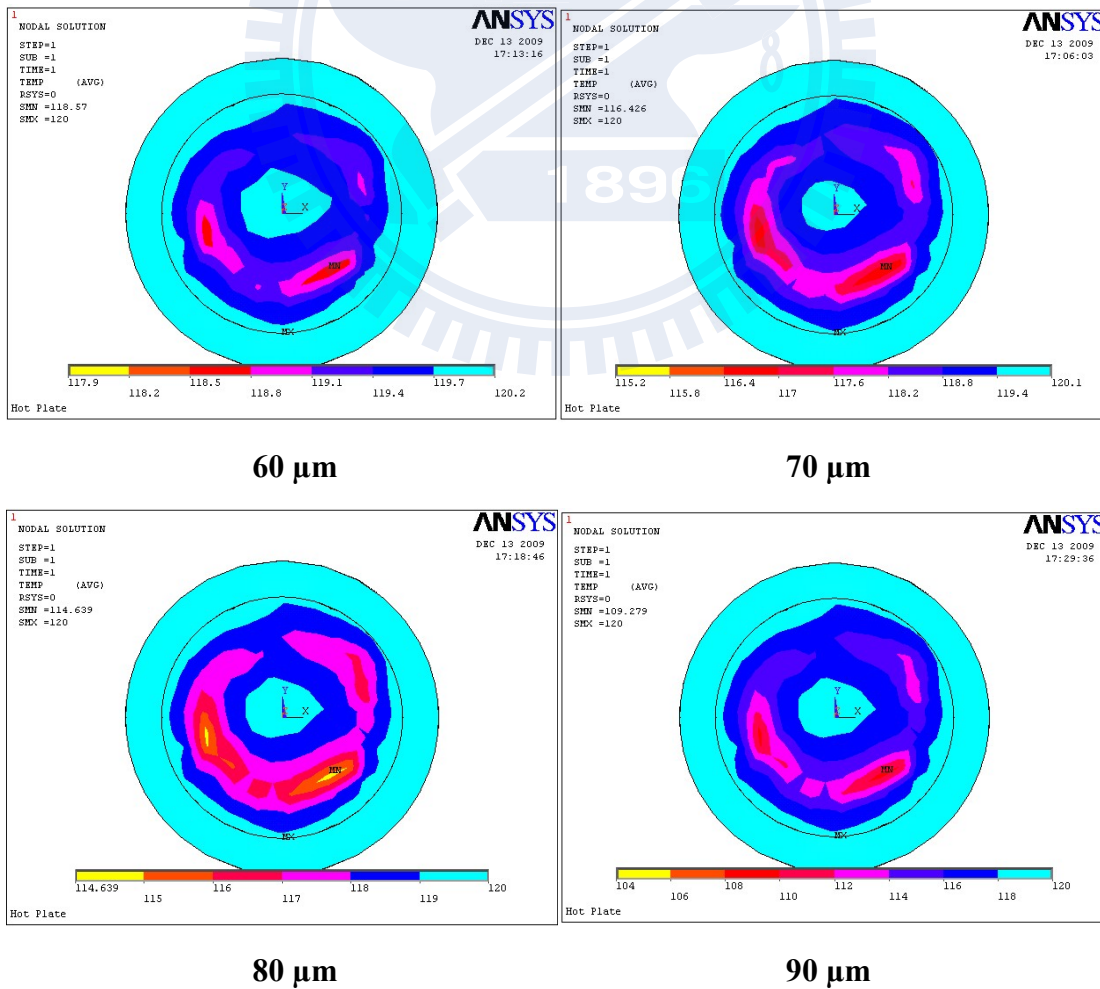 1
NODAL SOLUTION
STEP=1
SUB =1
TIME=1
TEMP (AVG)
RSYS=0
SMN =118.57
SMX =120
ANSYS
DEC 13 2009
17:13:16
Y
X
MN
MX
117.9 118.5 119.1 119.7
118.2 118.8 119.4 120.2
Hot Plate
1
NODAL SOLUTION
STEP=1
SUB =1
TIME=1
TEMP (AVG)
RSYS=0
SMN =116.426
SMX =120
ANSYS
DEC 13 2009
17:06:03
Y
X
MN
MX
115.2 116.4 117.6 118.8 120.1
115.8 117 118.2 119.4
Hot Plate
1896
60 µm
70 µm
1
NODAL SOLUTION
STEP=1
SUB =1
TIME=1
TEMP (AVG)
RSYS=0
SMN =114.639
SMX =120
ANSYS
DEC 13 2009
17:18:46
Y
X
MN
MX
114.639 116 118 120
115 117 119
Hot Plate
1
NODAL SOLUTION
STEP=1
SUB =1
TIME=1
TEMP (AVG)
RSYS=0
SMN =109.279
SMX =120
ANSYS
DEC 13 2009
17:29:36
Y
X
MN
MX
104 108 112 116 120
106 110 114 118
Hot Plate
80 µm
90 µm